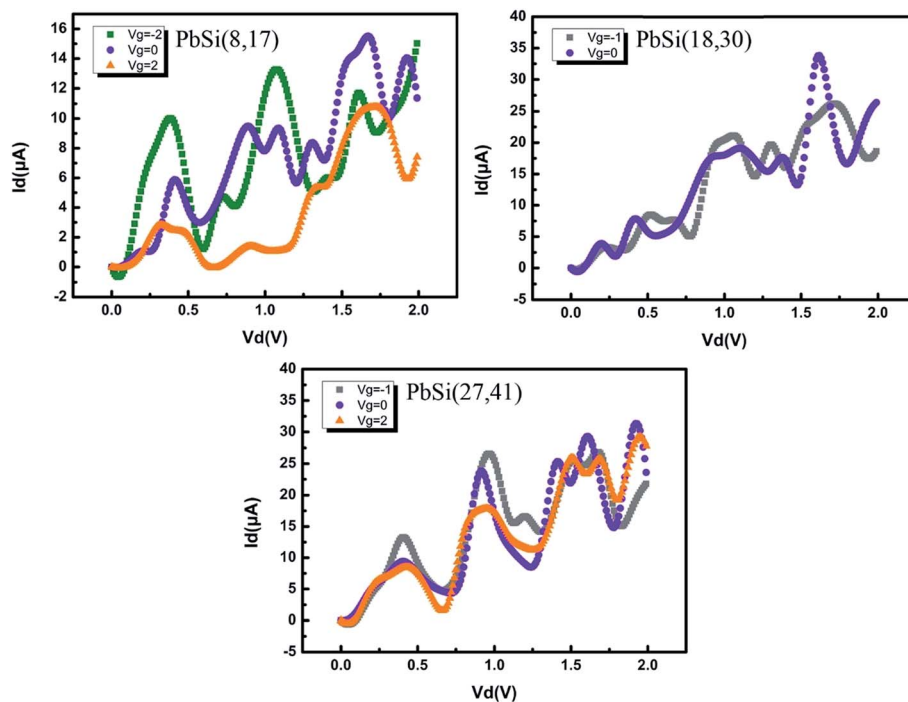 Vg=-2
Vg=0
Vg=2
PbSi(8,17)
16
14
12
10
8
6
4
2
0
-2
Id(μA)
0.0 0.5 1.0 1.5 2.0
Vd(V)
Vg=-1
Vg=0
PbSi(18,30)
40
35
30
25
20
15
10
5
0
-5
Id(μA)
0.0 0.5 1.0 1.5 2.0
Vd(V)
Vg=-1
Vg=0
Vg=2
PbSi(27,41)
40
35
30
25
20
15
10
5
0
-5
Id(μA)
0.0 0.5 1.0 1.5 2.0
Vd(V)